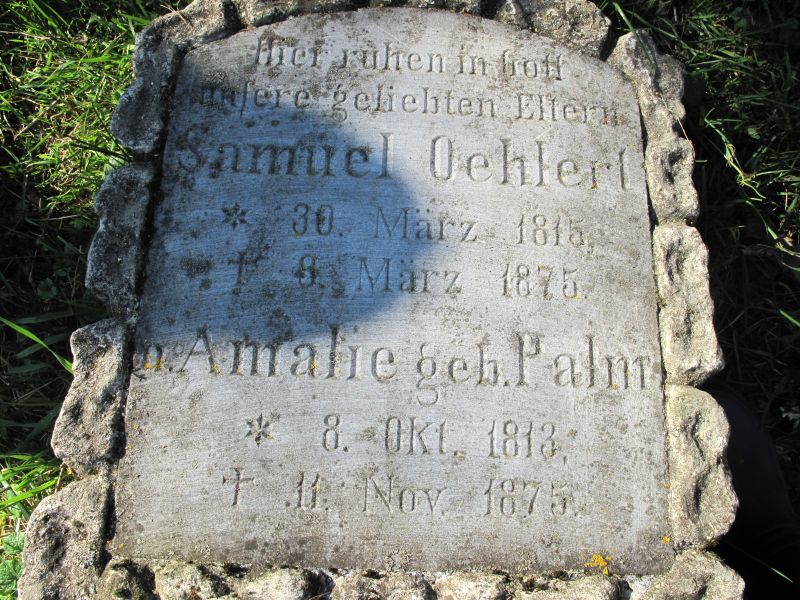 Hier ruhen in Gott
unsere geliebten Eltern
Samuel Oehlert
* 30. März 1815,
† 8. März 1875.
u. Amalie geb. Palm
* 8. Okt. 1813,
† 11. Nov. 1875.